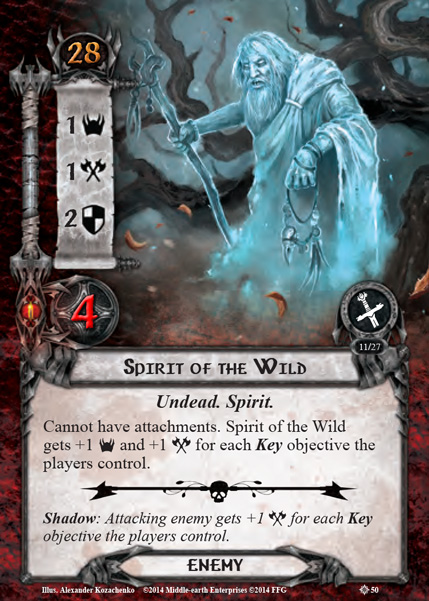 28
1
1
2
4
11/27
Spirit of the Wild
Undead. Spirit.
Cannot have attachments. Spirit of the Wild
gets +1 and +1 for each Key objective the
players control.
Shadow: Attacking enemy gets +1 for each Key
objective the players control.
ENEMY
Illus. Alexander Kozachenko ©2014 Middle-earth Enterprises ©2014 FFG 50